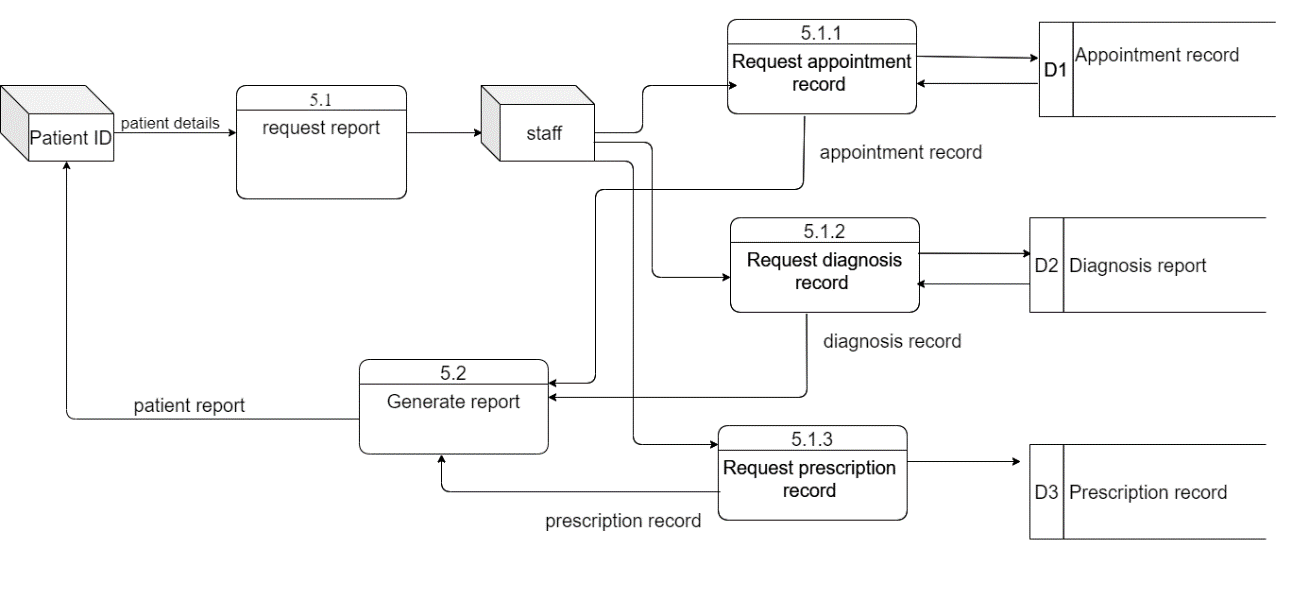 5.1.1
Request appointment
record
D1
Appointment record
Patient ID
patient details
5.1
request report
staff
appointment record
5.1.2
Request diagnosis
record
D2
Diagnosis report
diagnosis record
5.2
Generate report
patient report
5.1.3
Request prescription
record
D3
Prescription record
prescription record